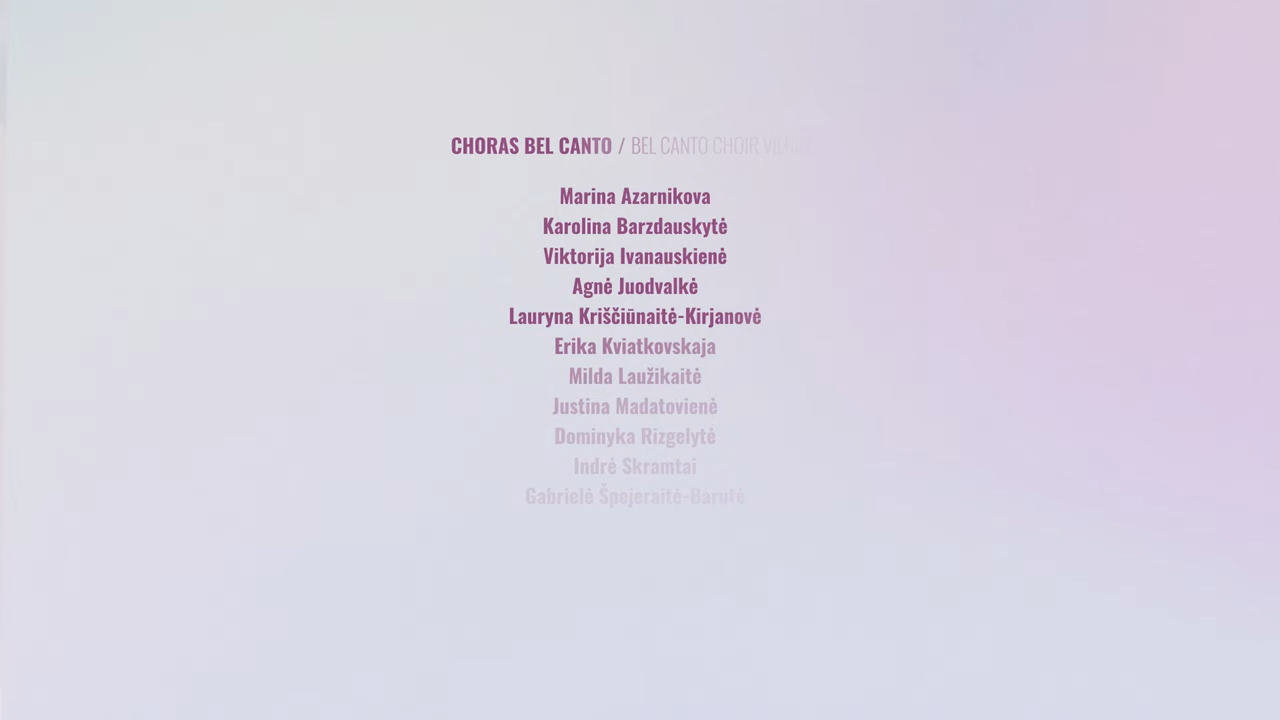 CHORAS BEL CANTO / BEL CANTO CHOIR VILNIUS
Marina Azarnikova
Karolina Barzdauskytė
Viktorija Ivanauskienė
Agnė Juodvalkė
Lauryna Kriščiūnaitė-Kirjanovė
Erika Kviatkovskaja
Milda Laužikaitė
Justina Madatovienė
Dominyka Rizgelytė
Indrė Skramtai
Gabrielė Špejeraitė-Barutė